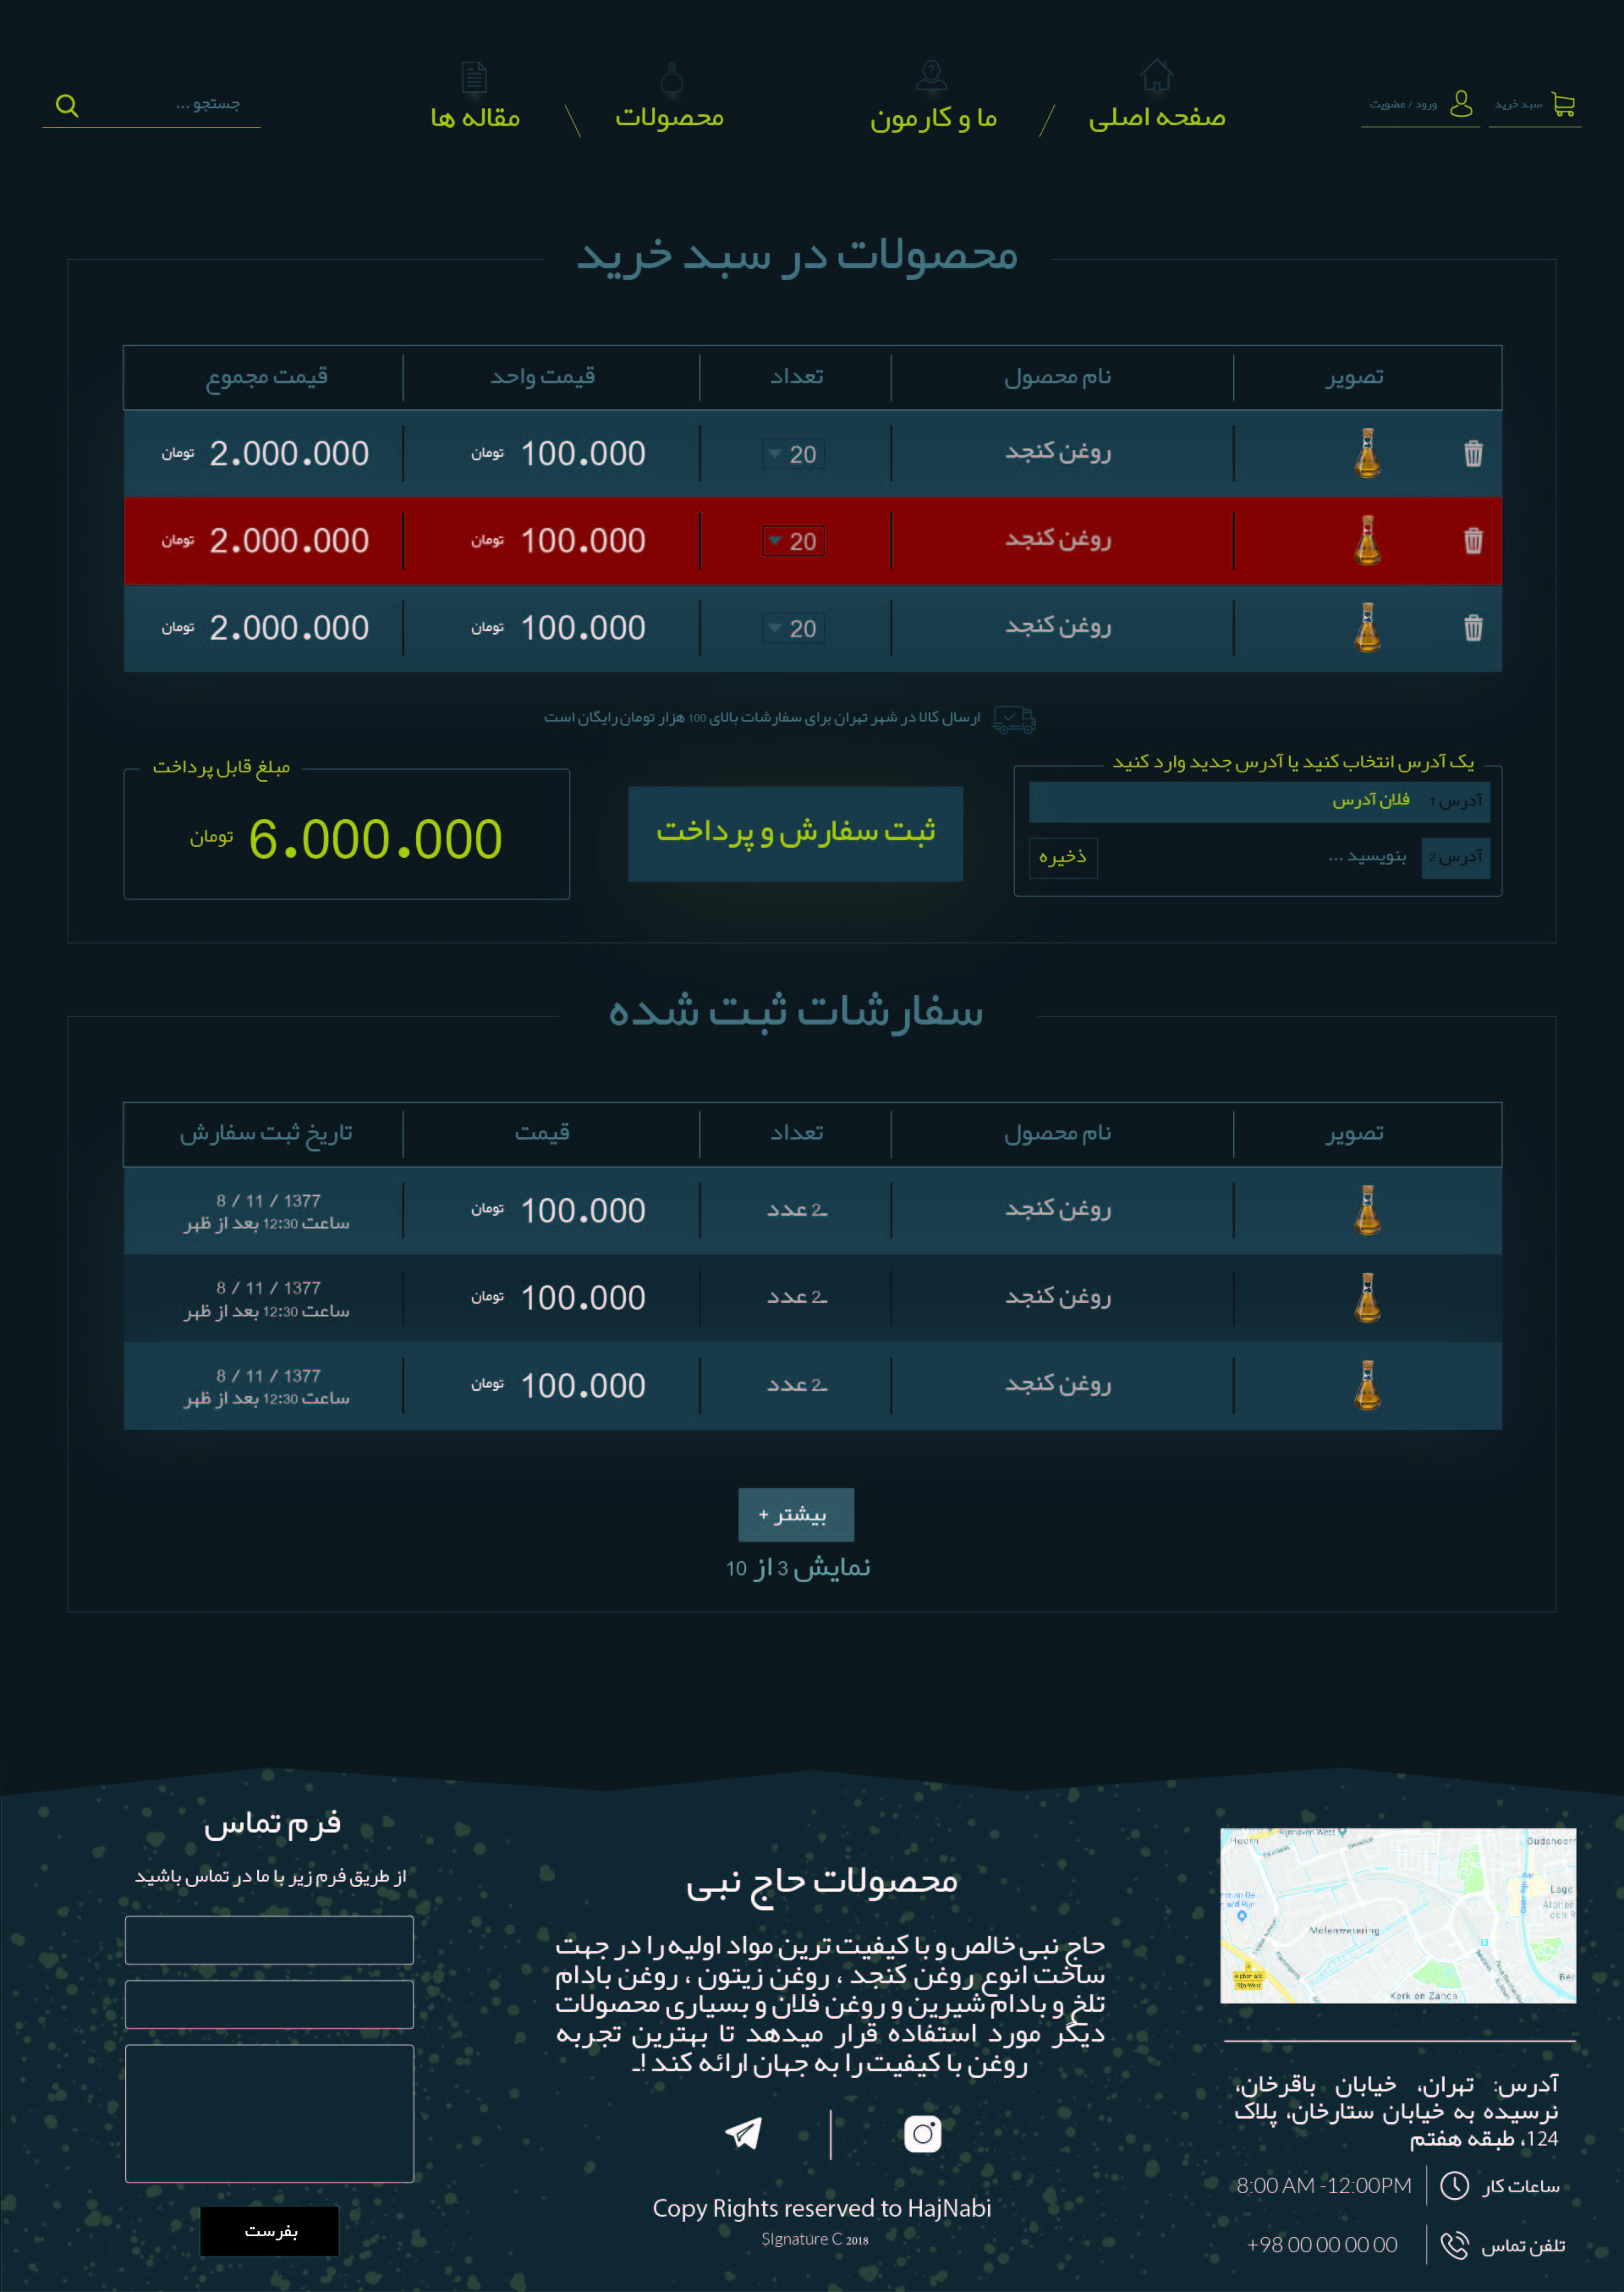 سبد خرید
ورود / عضویت
صفحه اصلی
ما و کارمون
محصولات
مقاله ها
جستجو ...
محصولات در سبد خرید
تصویر
نام محصول
تعداد
قیمت واحد
قیمت مجموع
روغن کنجد
20
100.000 تومان
2.000.000 تومان
روغن کنجد
20
100.000 تومان
2.000.000 تومان
روغن کنجد
20
100.000 تومان
2.000.000 تومان
ارسال کالا در شهر تهران برای سفارشات بالای 100 هزار تومان رایگان است
یک آدرس انتخاب کنید یا آدرس جدید وارد کنید
آدرس 1 فلان آدرس
آدرس 2 بنویسید ...
ذخیره
ثبت سفارش و پرداخت
مبلغ قابل پرداخت
6.000.000 تومان
سفارشات ثبت شده
تصویر
نام محصول
تعداد
قیمت
تاریخ ثبت سفارش
روغن کنجد
2 عدد
100.000 تومان
8 / 11 / 1377
ساعت 12:30 بعد از ظهر
روغن کنجد
2 عدد
100.000 تومان
8 / 11 / 1377
ساعت 12:30 بعد از ظهر
روغن کنجد
2 عدد
100.000 تومان
8 / 11 / 1377
ساعت 12:30 بعد از ظهر
بیشتر +
نمایش 3 از 10
Rijnhaven West
Molenwetering
Kerk en Zanen
آدرس: تهران، خیابان باقرخان،
نرسیده به خیابان ستارخان، پلاک
124، طبقه هفتم
ساعات کار
8:00 AM -12:00PM
تلفن تماس
+98 00 00 00 00
محصولات حاج نبی
حاج نبی خالص و با کیفیت ترین مواد اولیه را در جهت
ساخت انوع روغن کنجد ، روغن زیتون ، روغن بادام
تلخ و بادام شیرین و روغن فلان و بسیاری محصولات
دیگر مورد استفاده قرار میدهد تا بهترین تجربه
روغن با کیفیت را به جهان ارائه کند !ـ
Copy Rights reserved to HajNabi
SIgnature C 2018
فرم تماس
از طریق فرم زیر با ما در تماس باشید
بفرست